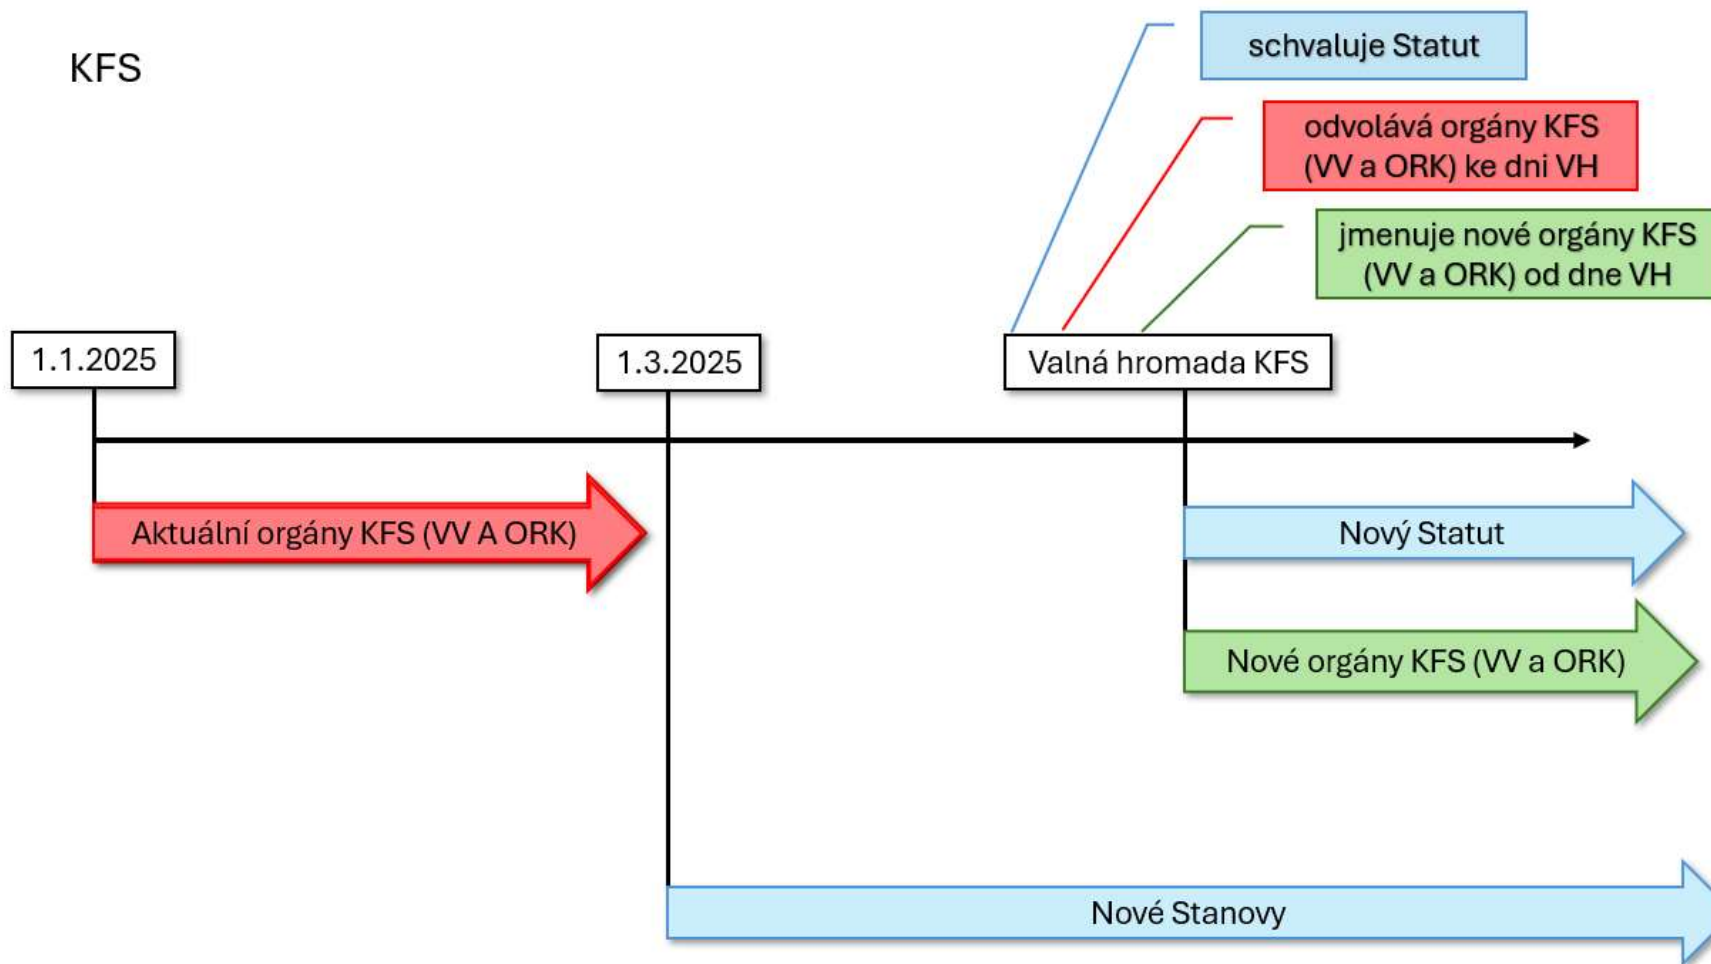 KFS
schvaluje Statut
odvolává orgány KFS
(VV a ORK) ke dni VH
jmenuje nové orgány KFS
(VV a ORK) od dne VH
1.1.2025
1.3.2025
Valná hromada KFS
Aktuální orgány KFS (VV A ORK)
Nový Statut
Nové orgány KFS (VV a ORK)
Nové Stanovy